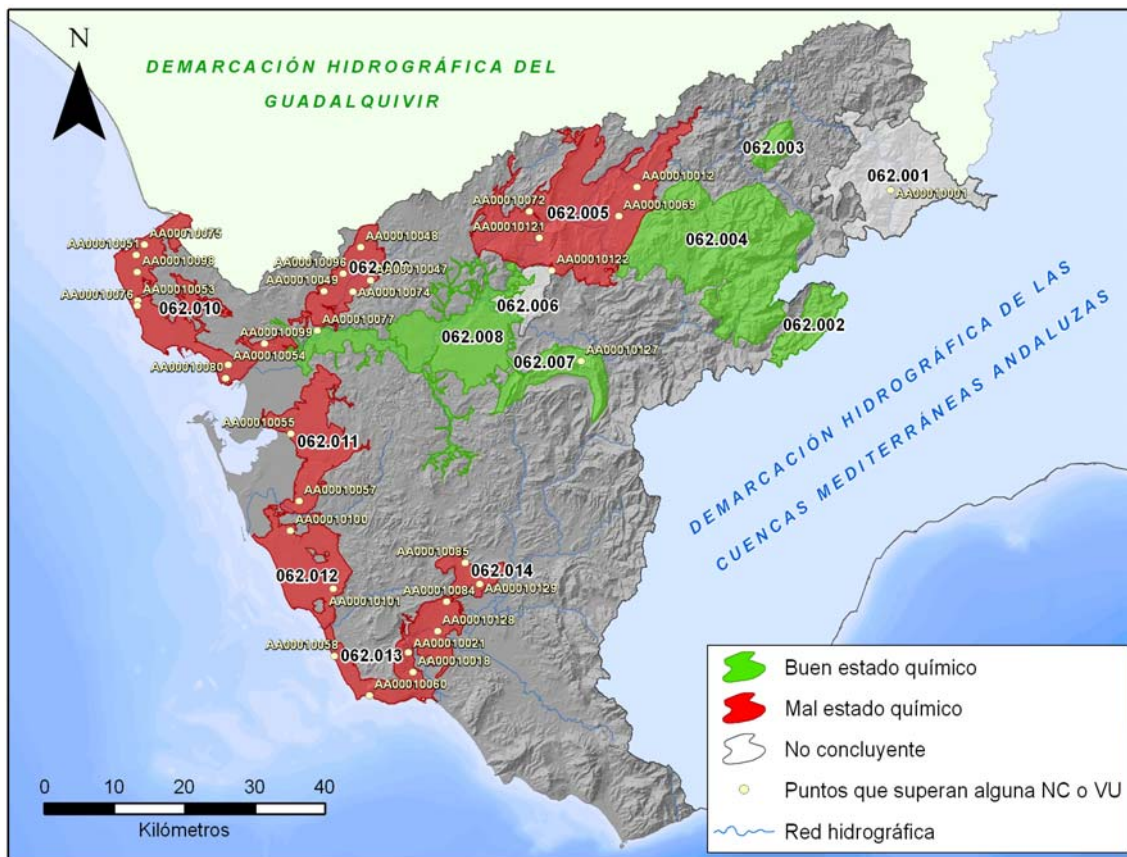 N
DEMARCACIÓN HIDROGRÁFICA DEL
GUADALQUIVIR
062.003
062.001
AA00010001
AA00010012
AA00010072
062.005
AA00010069
AA00010121
062.004
AA00010122
AA00010075
AA00010051
AA00010048
AA00010098
AA00010096
AA00010047
AA00010049
AA00010053
AA00010076
062.010
AA00010074
062.006
062.002
AA00010099
AA00010077
062.008
AA00010054
062.007
AA00010127
AA00010080
AA00010055
062.011
AA00010057
AA00010100
AA00010085
062.012
062.014
AA00010129
AA00010084
AA00010101
AA00010128
AA00010058
AA00010021
062.013
AA00010018
AA00010060
DEMARCACIÓN HIDROGRÁFICA DE LAS
CUENCAS MEDITERRÁNEAS ANDALUZAS
Buen estado químico
Mal estado químico
No concluyente
Puntos que superan alguna NC o VU
Red hidrográfica
0 10 20 40
Kilómetros